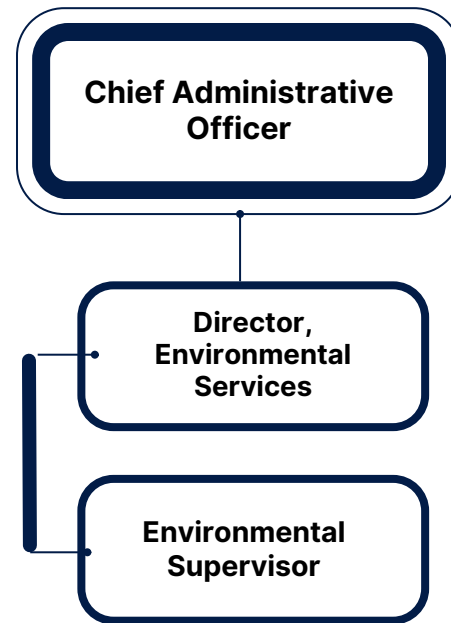 Chief Administrative
Officer
Director,
Environmental
Services
Environmental
Supervisor